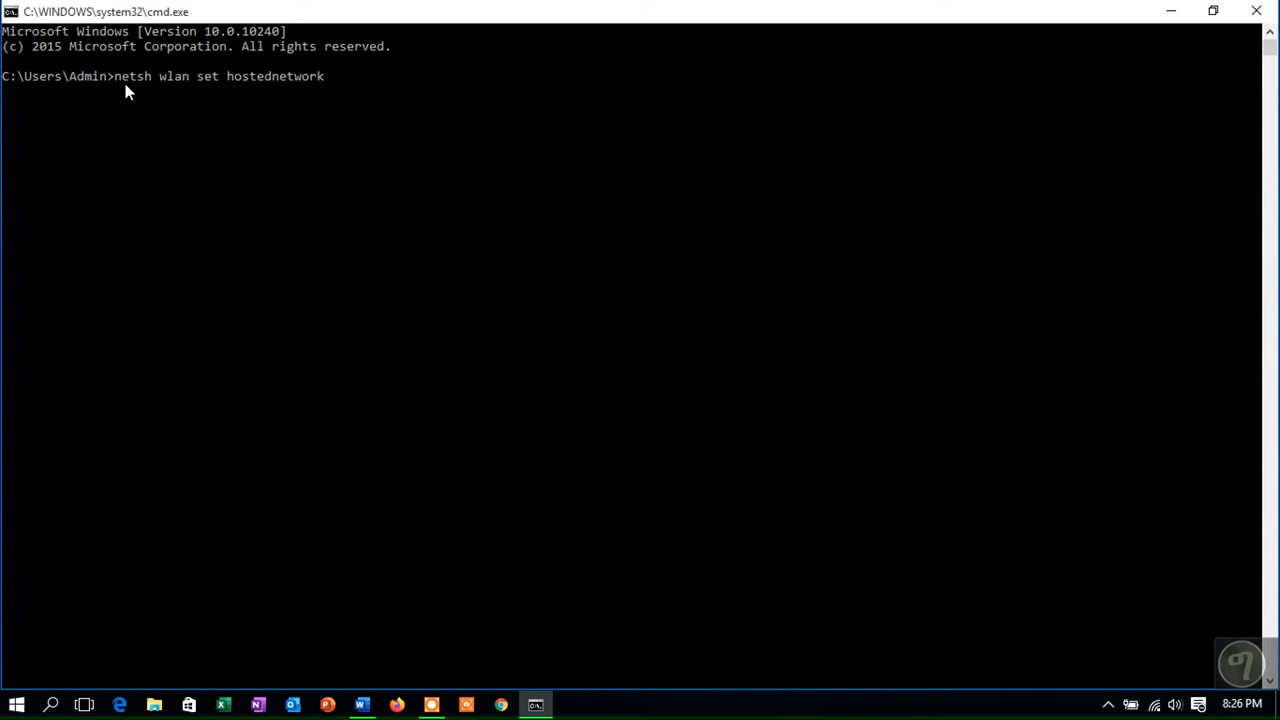 C:\WINDOWS\system32\cmd.exe
Microsoft Windows [Version 10.0.10240]
(c) 2015 Microsoft Corporation. All rights reserved.
C:\Users\Admin>netsh wlan set hostednetwork
8:26 PM